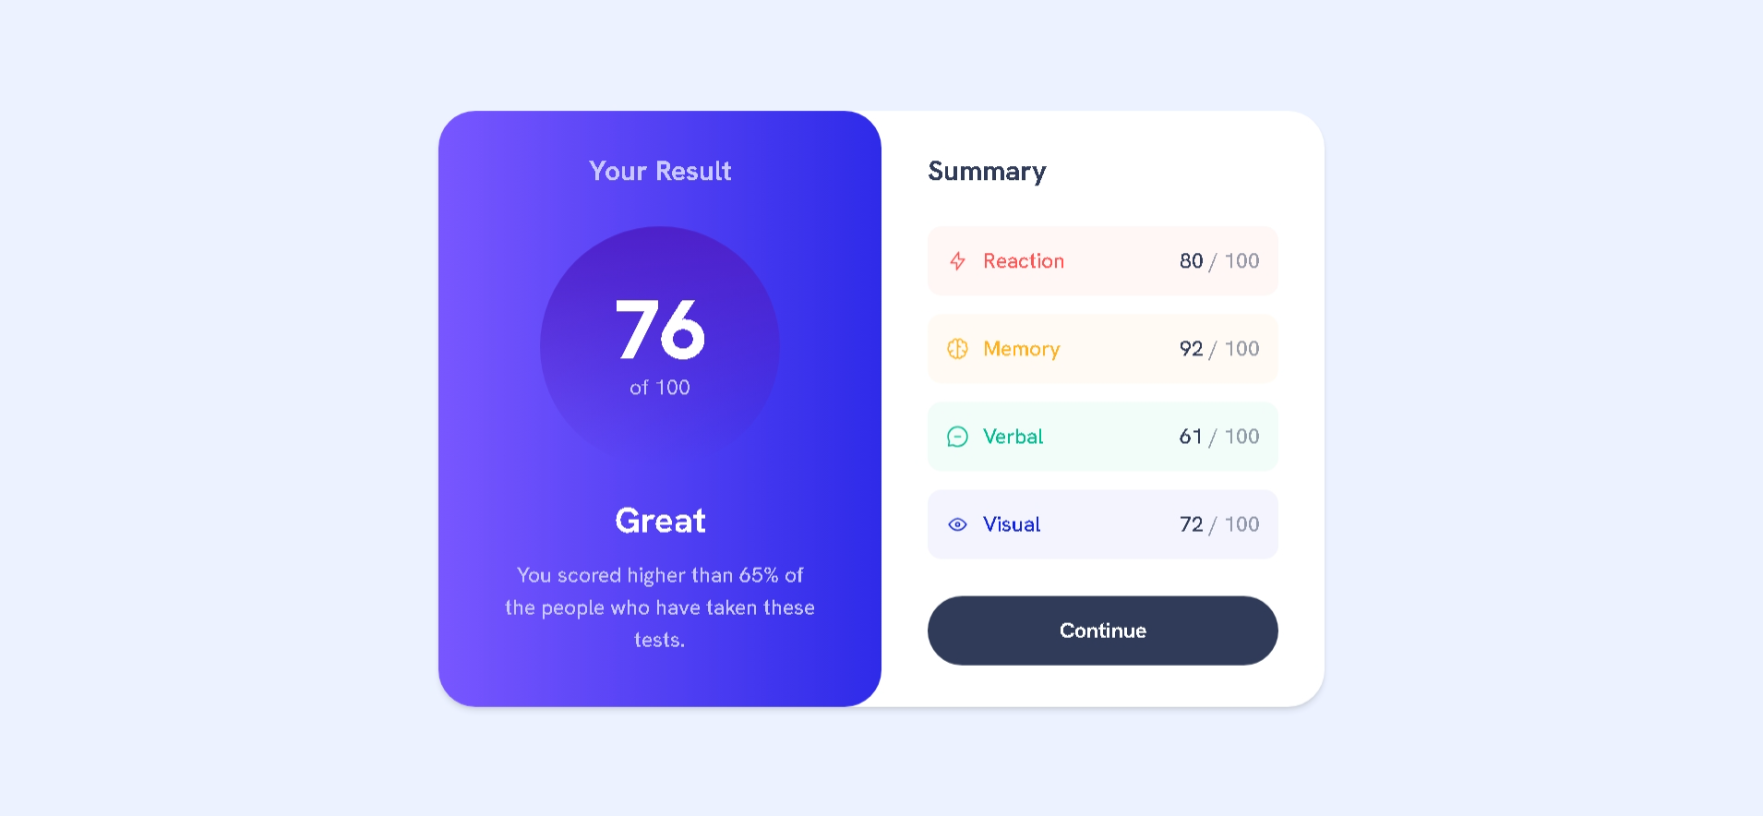 Your Result
76
of 100
Great
You scored higher than 65% of
the people who have taken these
tests.
Summary
Reaction 80 / 100
Memory 92 / 100
Verbal 61 / 100
Visual 72 / 100
Continue